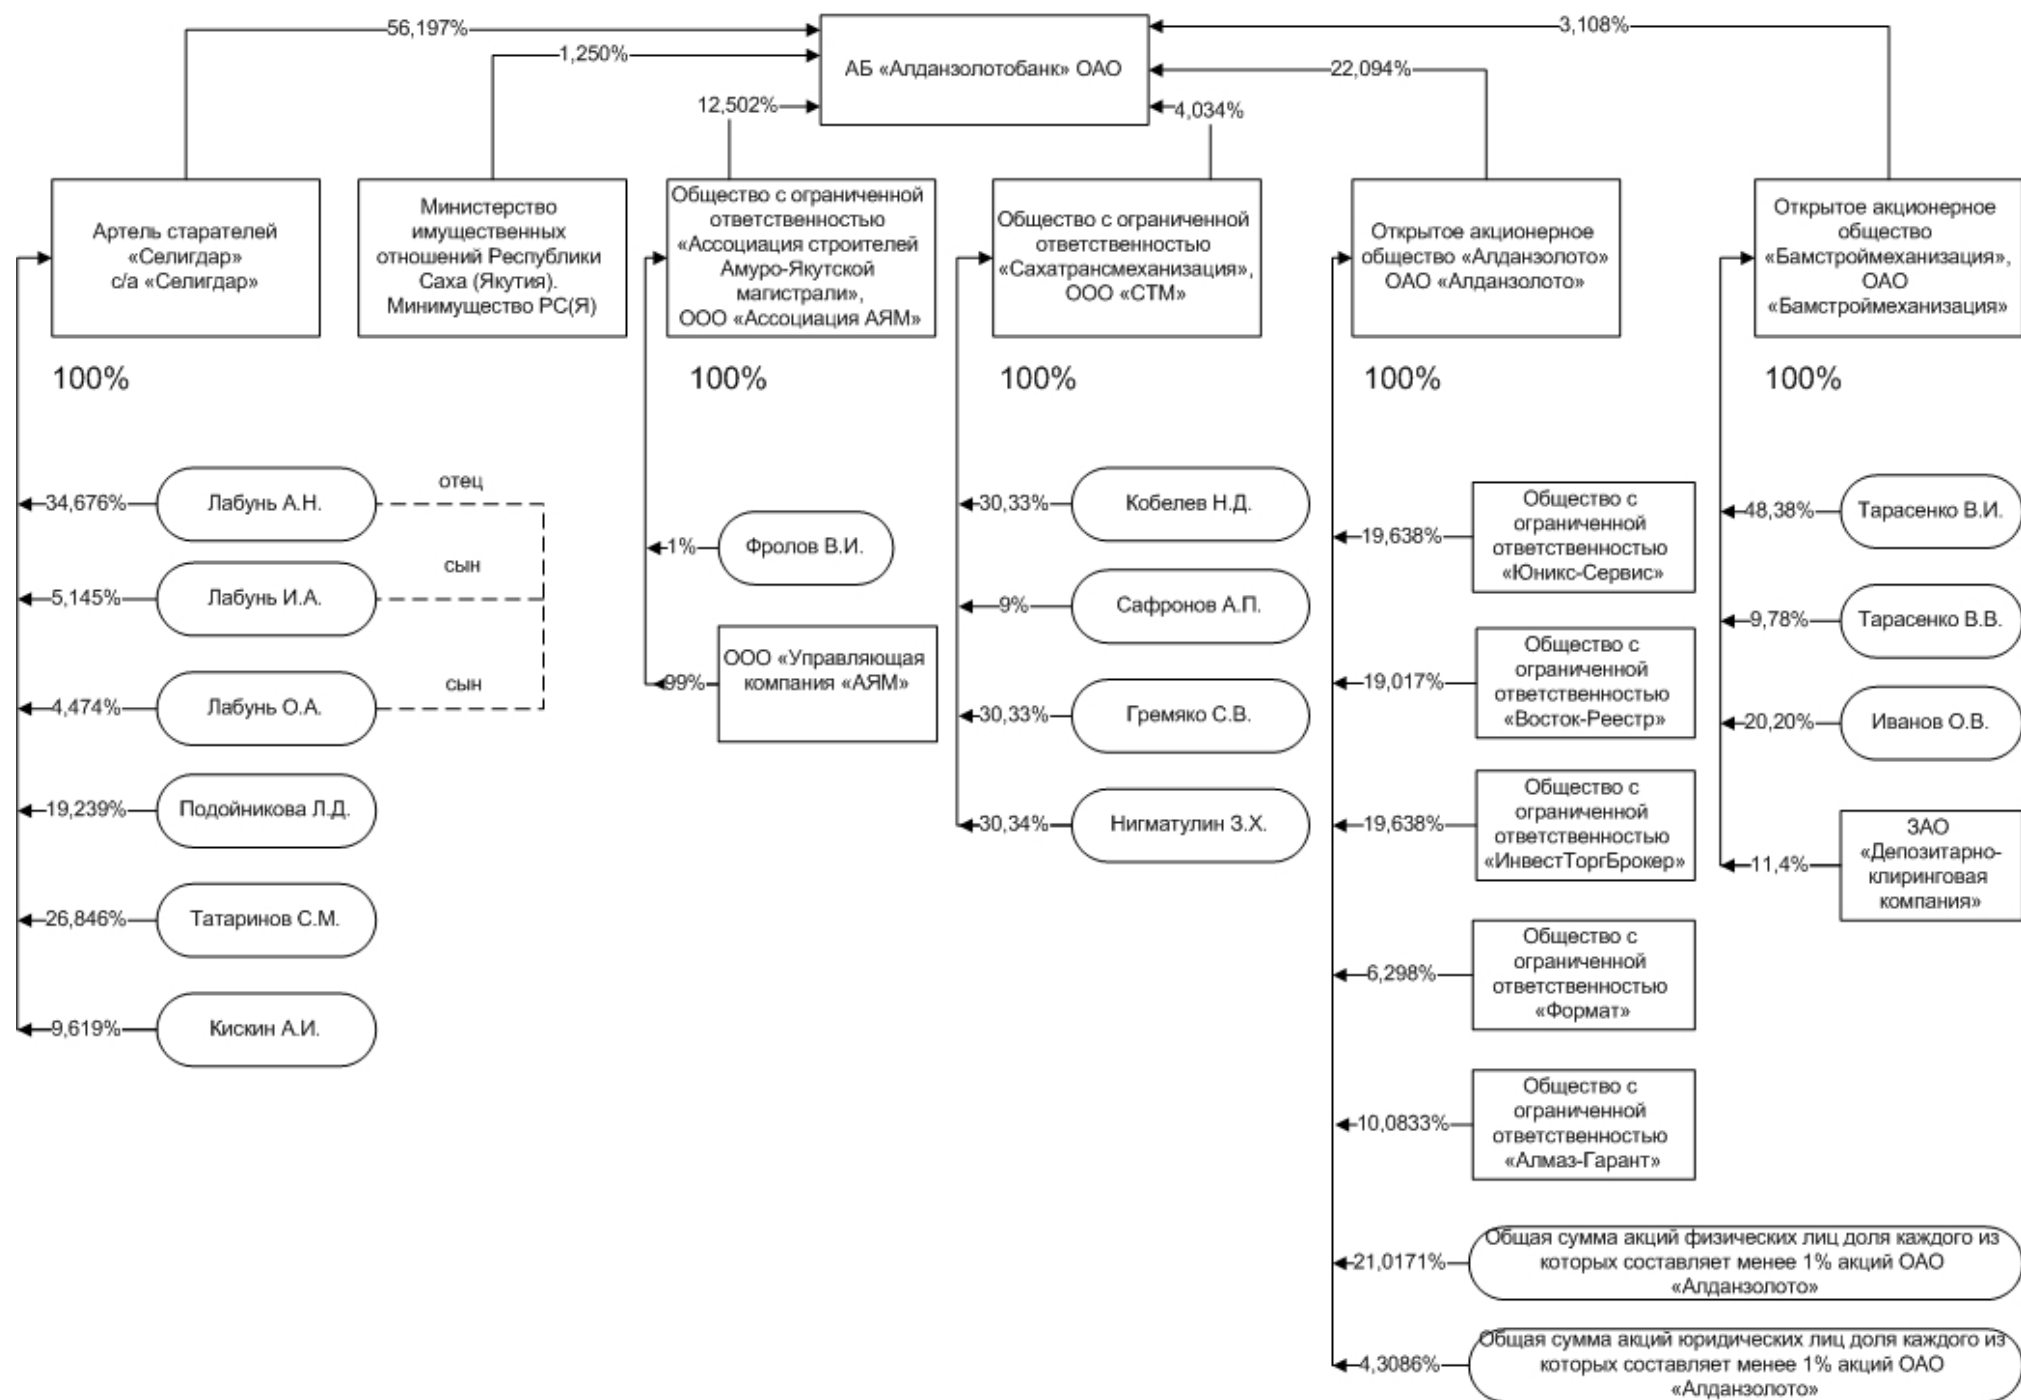 56,197%
3,108%
1,250%
АБ «Алданзолотобанк» ОАО
22,094%
12,502%
4,034%
Артель старателей
«Селигдар»
с/а «Селигдар»
Министерство
имущественных
отношений Республики
Саха (Якутия).
Минимущество РС(Я)
Общество с ограниченной
ответственностью
«Ассоциация строителей
Амуро-Якутской
магистрали»,
ООО «Ассоциация АЯМ»
Общество с ограниченной
ответственностью
«Сахатрансмеханизация»,
ООО «СТМ»
Открытое акционерное
общество «Алданзолото»
ОАО «Алданзолото»
Открытое акционерное
общество
«Бамстроймеханизация»,
ОАО
«Бамстроймеханизация»
100%
100%
100%
100%
100%
34,676%
Лабунь А.Н.
отец
5,145%
Лабунь И.А.
сын
4,474%
Лабунь О.А.
сын
19,239%
Подойникова Л.Д.
26,846%
Татаринов С.М.
9,619%
Кискин А.И.
1%
Фролов В.И.
99%
ООО «Управляющая
компания «АЯМ»
30,33%
Кобелев Н.Д.
9%
Сафронов А.П.
30,33%
Гремяко С.В.
30,34%
Нигматулин З.Х.
19,638%
Общество с
ограниченной
ответственностью
«Юникс-Сервис»
19,017%
Общество с
ограниченной
ответственностью
«Восток-Реестр»
19,638%
Общество с
ограниченной
ответственностью
«ИнвестТоргБрокер»
6,298%
Общество с
ограниченной
ответственностью
«Формат»
10,0833%
Общество с
ограниченной
ответственностью
«Алмаз-Гарант»
21,0171%
Общая сумма акций физических лиц доля каждого из
которых составляет менее 1% акций ОАО
«Алданзолото»
4,3086%
Общая сумма акций юридических лиц доля каждого из
которых составляет менее 1% акций ОАО
«Алданзолото»
48,38%
Тарасенко В.И.
9,78%
Тарасенко В.В.
20,20%
Иванов О.В.
11,4%
ЗАО
«Депозитарно-
клиринговая
компания»